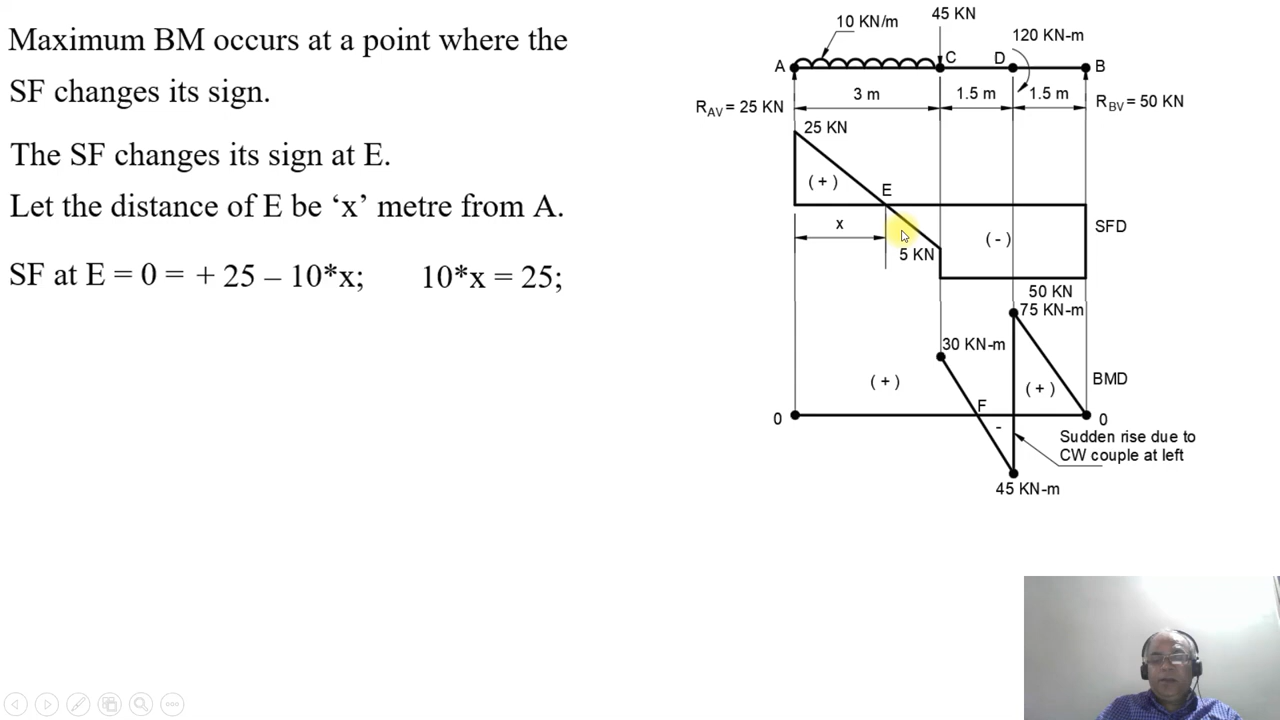 Maximum BM occurs at a point where the
SF changes its sign.
The SF changes its sign at E.
Let the distance of E be ‘x’ metre from A.
SF at E = 0 = + 25 – 10*x; 10*x = 25;
45 KN
10 KN/m
120 KN-m
A
C
D
B
3 m
1.5 m
1.5 m
RAV = 25 KN
RBV = 50 KN
25 KN
( + )
E
x
( - )
SFD
5 KN
50 KN
75 KN-m
30 KN-m
( + )
( + )
BMD
F
0
0
-
Sudden rise due to
CW couple at left
45 KN-m